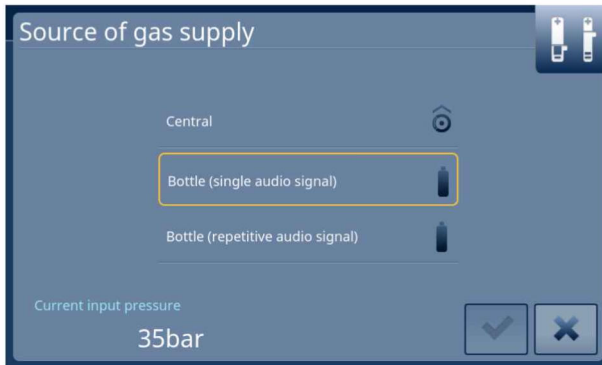 Source of gas supply
Central
Bottle (single audio signal)
Bottle (repetitive audio signal)
Current input pressure
35bar